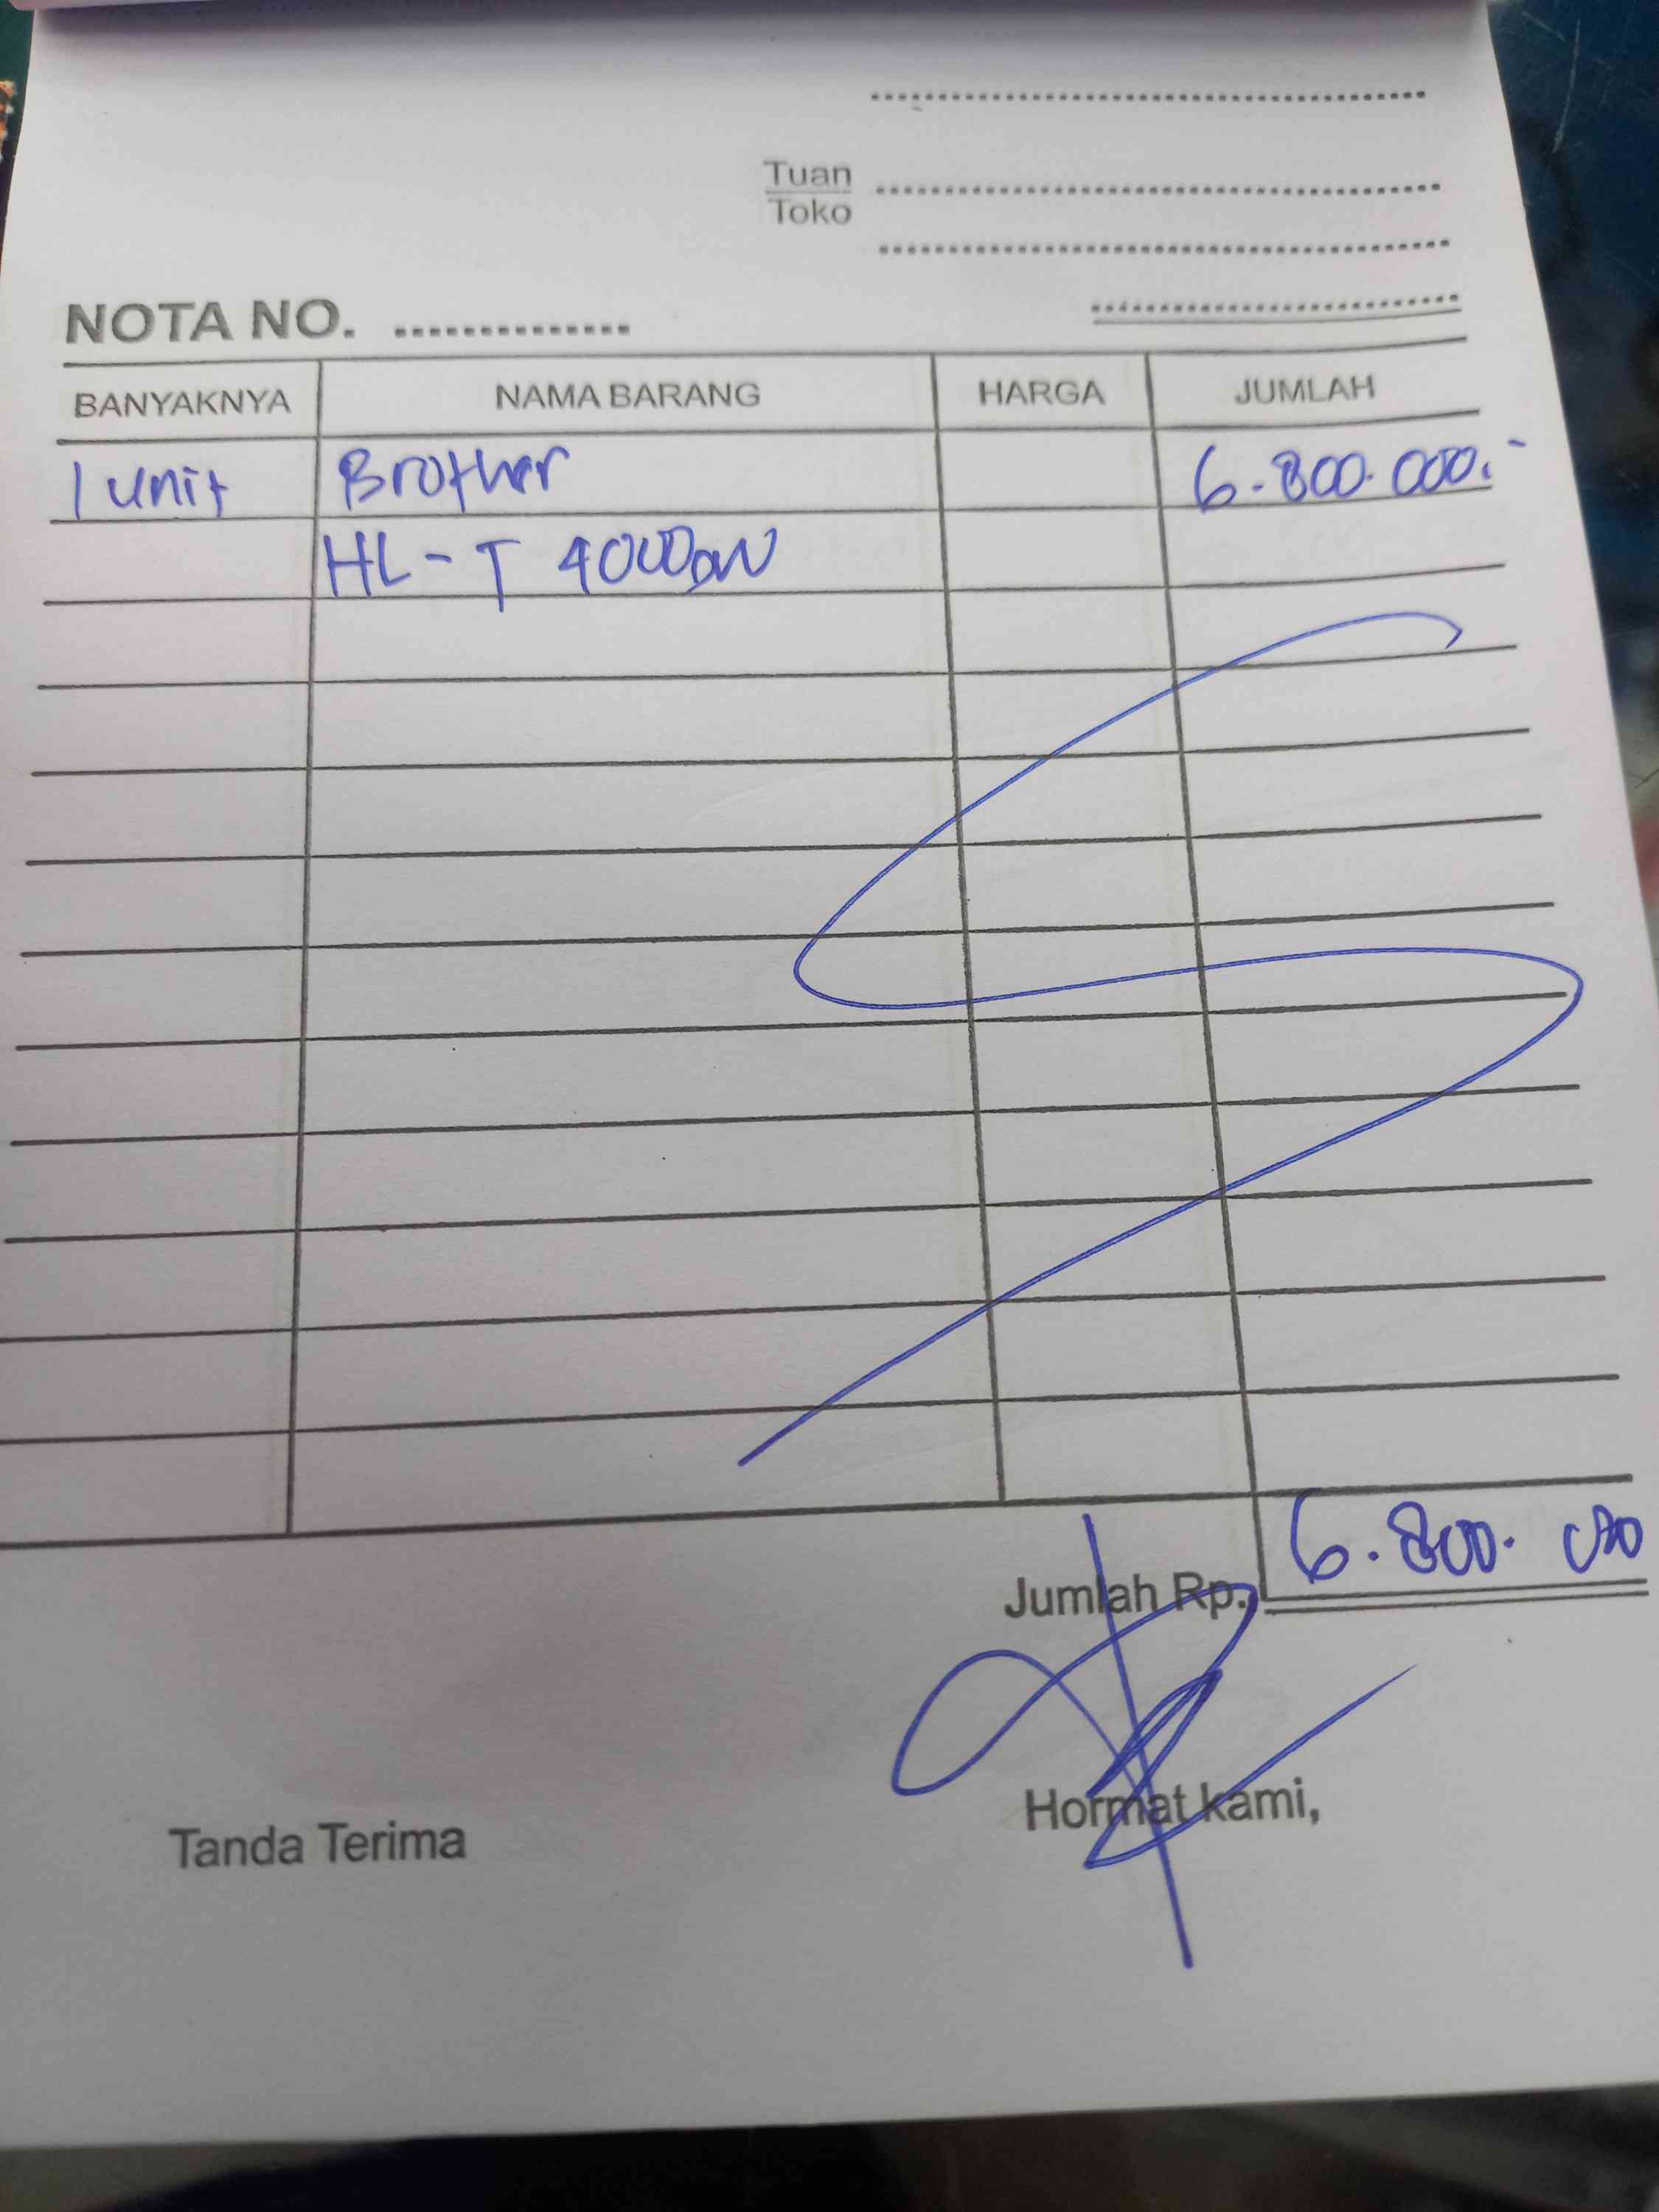 Tuan
Toko
NOTA NO.
BANYAKNYA NAMA BARANG HARGA JUMLAH
1 unit Brother 6.800.000.-
HL-T 4000DW
Jumlah Rp. 6.800.000
Tanda Terima Hormat kami,